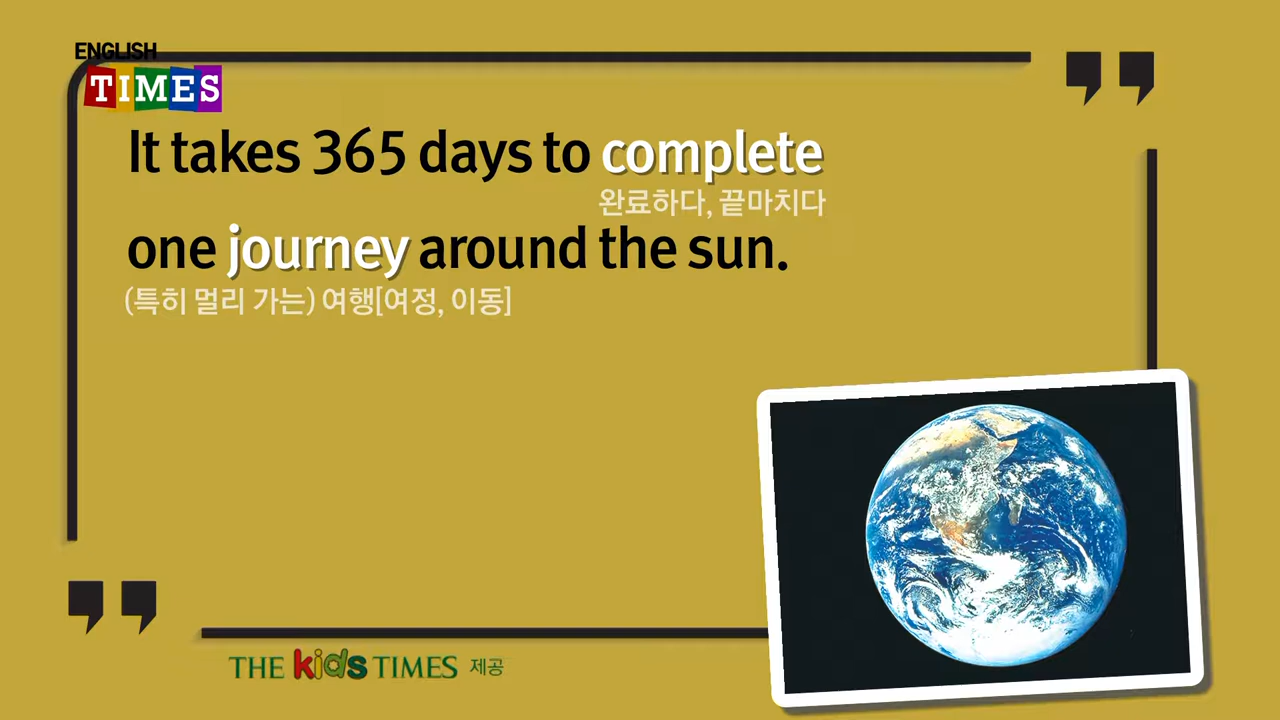 ENGLISH
TIMES
It takes 365 days to complete
완료하다, 끝마치다
one journey around the sun.
(특히 멀리 가는) 여행[여정, 이동]
THE kids TIMES 제공